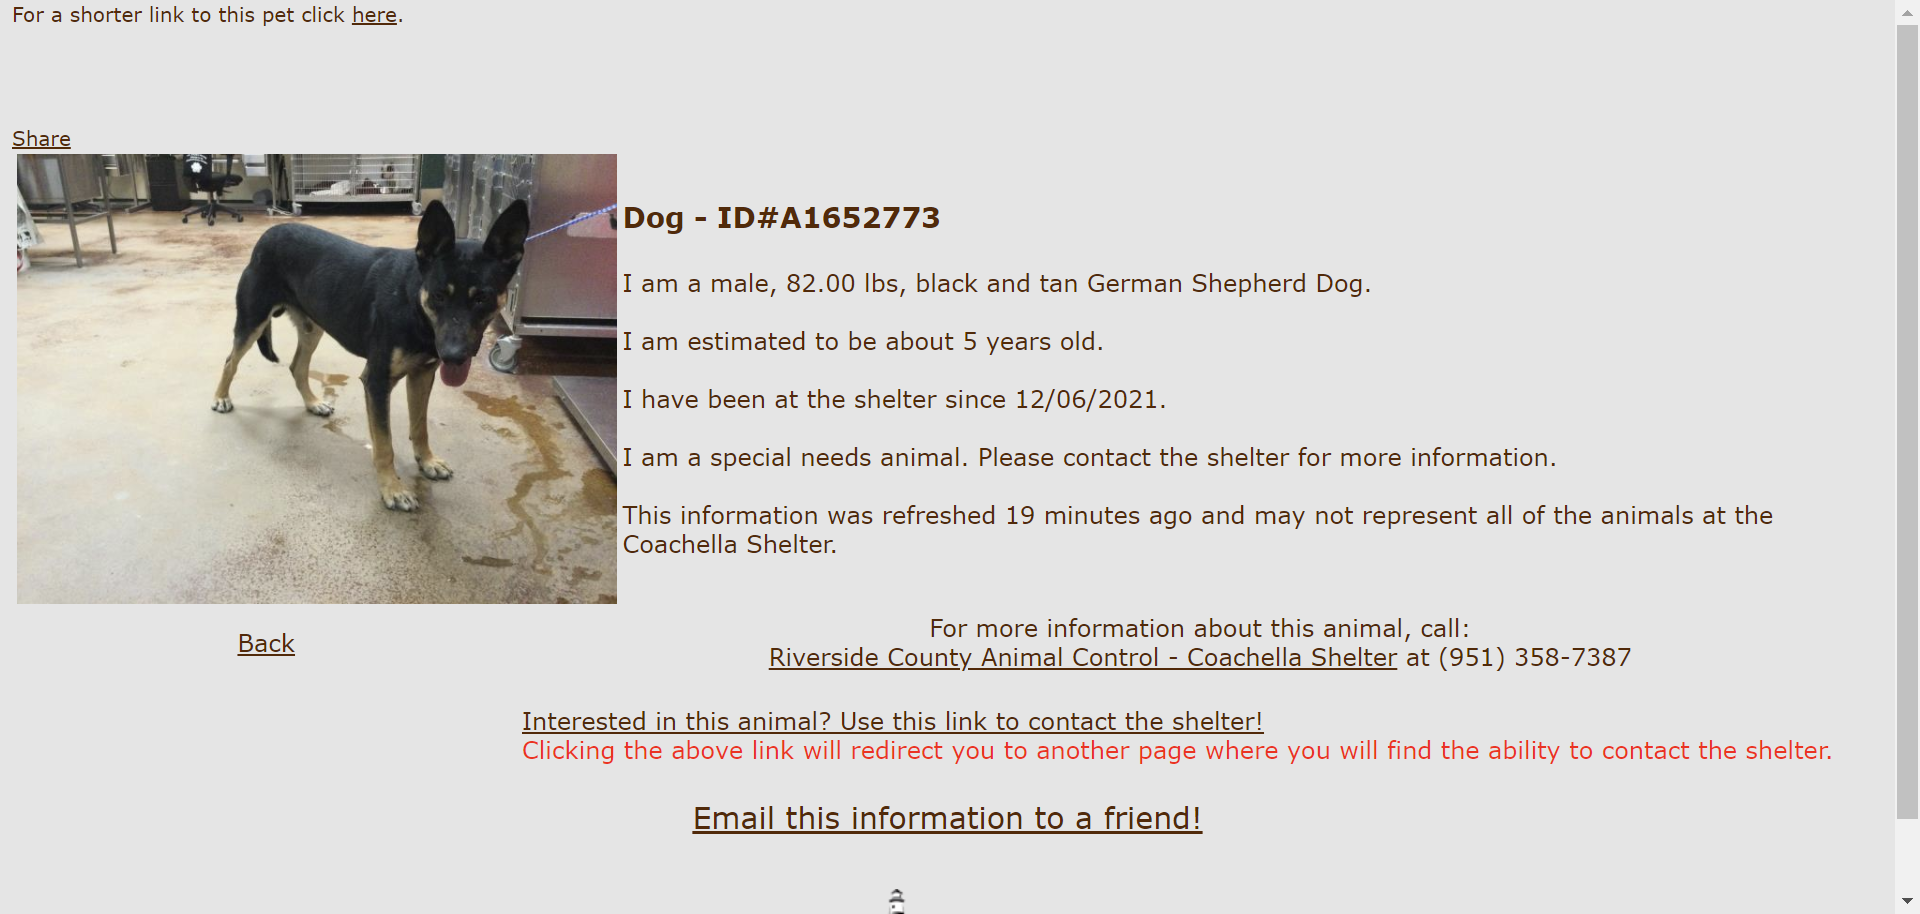 For a shorter link to this pet click here.
Share
Dog - ID#A1652773
I am a male, 82.00 lbs, black and tan German Shepherd Dog.
I am estimated to be about 5 years old.
I have been at the shelter since 12/06/2021.
I am a special needs animal. Please contact the shelter for more information.
This information was refreshed 19 minutes ago and may not represent all of the animals at the
Coachella Shelter.
Back
For more information about this animal, call:
Riverside County Animal Control - Coachella Shelter at (951) 358-7387
Interested in this animal? Use this link to contact the shelter!
Clicking the above link will redirect you to another page where you will find the ability to contact the shelter.
Email this information to a friend!